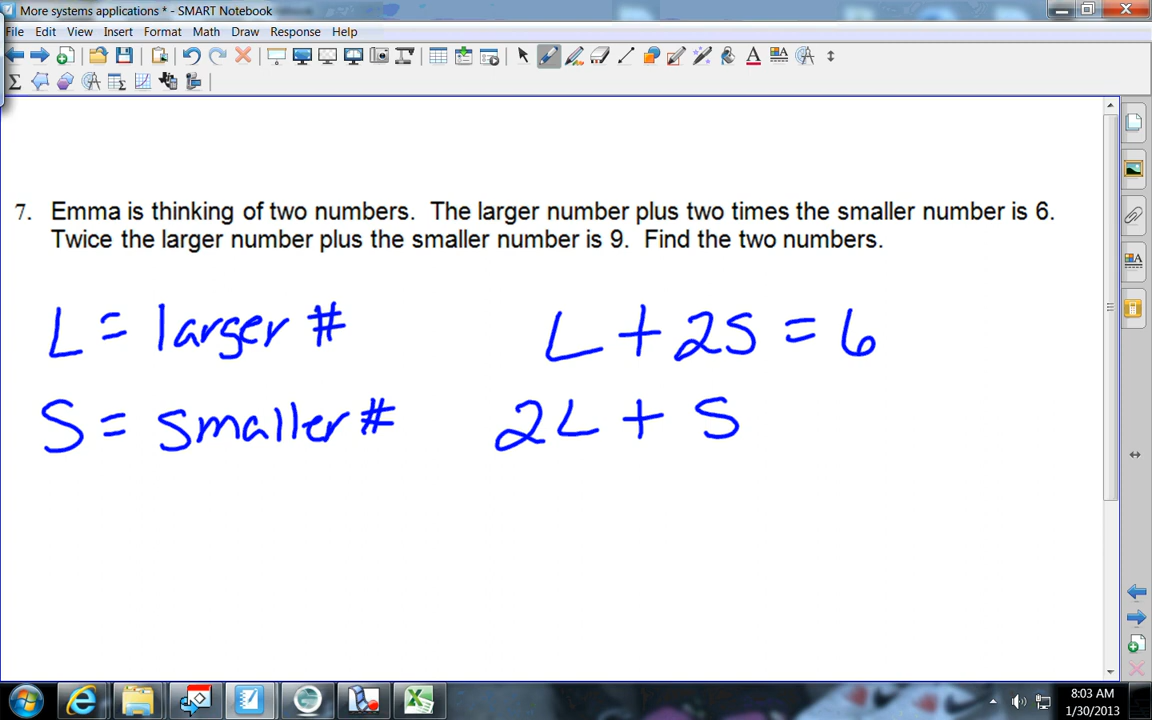 More systems applications * - SMART Notebook
File Edit View Insert Format Math Draw Response Help
7. Emma is thinking of two numbers. The larger number plus two times the smaller number is 6.
Twice the larger number plus the smaller number is 9. Find the two numbers.
L = larger # L + 2S = 6
S = smaller # 2L + S
8:03 AM
1/30/2013